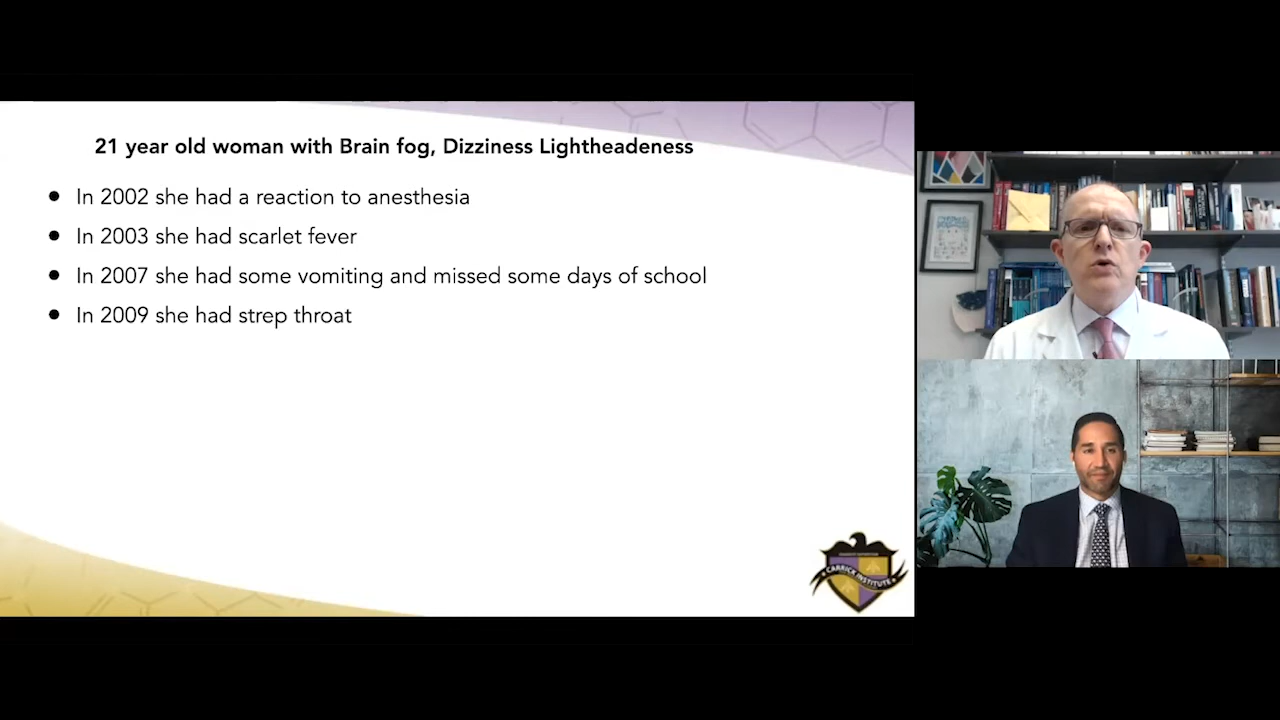 21 year old woman with Brain fog, Dizziness Lightheadeness
• In 2002 she had a reaction to anesthesia
• In 2003 she had scarlet fever
• In 2007 she had some vomiting and missed some days of school
• In 2009 she had strep throat
CARRICK INSTITUTE